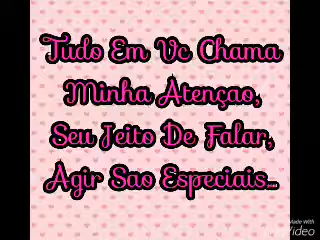 Tudo Em Vc Chama
Minha Atençao,
Seu Jeito De Falar,
Agir Sao Especiais...
Made With
Video